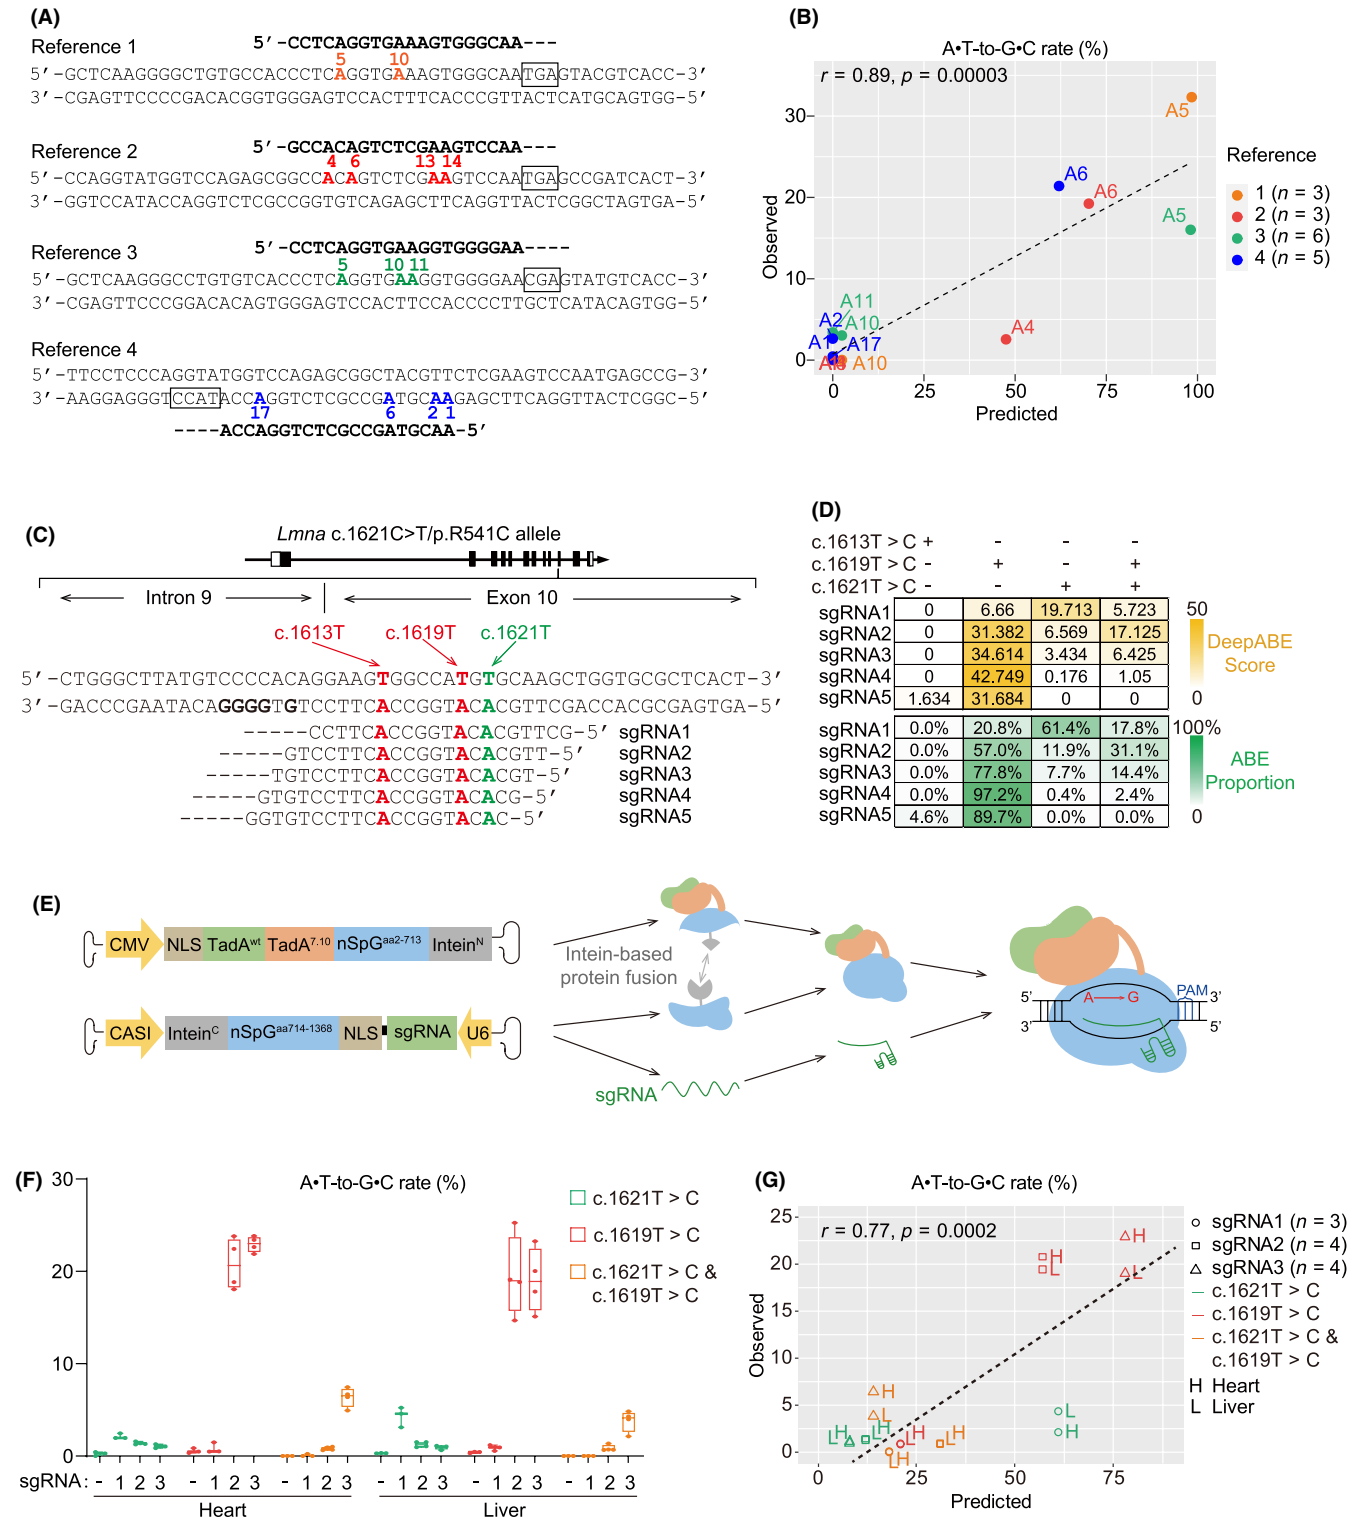 (A)
Reference 1
5′-CCTCAGGTGAAAGTGGGCAA---
5 10
5′-GCTCAAGGGGCTGTGCCACCCTCAGGTGAAAGTGGGCAATGAGTACGTCACC-3′
3′-CGAGTTCCCCGACACGGTGGGAGTCCACTTTCACCCGTTACTCATGCAGTGG-5′
Reference 2
5′-GCCACAGTCTCGAAGTCCAA---
4 6 13 14
5′-CCAGGTATGGTCCAGAGCGGCCACAGTCTCGAAGTCCAATGAGCCGATCACT-3′
3′-GGTCCATACCAGGTCTCGCCGGTGTCAGAGCTTCAGGTTACTCGGCTAGTGA-5′
Reference 3
5′-CCTCAGGTGAAGGTGGGGAA----
5 10 11
5′-GCTCAAGGGCCTGTGTCACCCTCAGGTGAAGGTGGGGAACGAGTATGTCACC-3′
3′-CGAGTTCCCGGACACAGTGGGAGTCCACTTCCACCCCTTGCTCATACAGTGG-5′
Reference 4
5′-TTCCTCCCAGGTATGGTCCAGAGCGGCTACGTTCTCGAAGTCCAATGAGCCG-3′
3′-AAGGAGGGTCCATACCAGGTCTCGCCGATGCAAGAGCTTCAGGTTACTCGGC-5′
17 6 2 1
----ACCAGGTCTCGCCGATGCAA-5′
(B)
A•T-to-G•C rate (%)
r = 0.89, p = 0.00003
Observed
30
20
10
0
A5
A6
A6
A5
A11
A2
A10
A1
A17
A4
A10
0 25 50 75 100
Predicted
Reference
1 (n = 3)
2 (n = 3)
3 (n = 6)
4 (n = 5)
(C)
Lmna c.1621C>T/p.R541C allele
Intron 9
Exon 10
c.1613T c.1619T c.1621T
5′-CTGGGCTTATGTCCCCACAGGAAGTGGCCATGTGCAAGCTGGTGCGCTCACT-3′
3′-GACCCGAATACAGGGGTGTCCTTCACCGGTACACGTTCGACCACGCGAGTGA-5′
-----CCTTCACCGGTACACGTTCG-5′ sgRNA1
-----GTCCTTCACCGGTACACGTT-5′ sgRNA2
-----TGTCCTTCACCGGTACACGT-5′ sgRNA3
-----GTGTCCTTCACCGGTACACG-5′ sgRNA4
-----GGTGTCCTTCACCGGTACAC-5′ sgRNA5
(D)
c.1613T > C + - - -
c.1619T > C - + - +
c.1621T > C - - + +
sgRNA1 0 6.66 19.713 5.723
sgRNA2 0 31.382 6.569 17.125
sgRNA3 0 34.614 3.434 6.425
sgRNA4 0 42.749 0.176 1.05
sgRNA5 1.634 31.684 0 0
50
DeepABE
Score
0
sgRNA1 0.0% 20.8% 61.4% 17.8%
sgRNA2 0.0% 57.0% 11.9% 31.1%
sgRNA3 0.0% 77.8% 7.7% 14.4%
sgRNA4 0.0% 97.2% 0.4% 2.4%
sgRNA5 4.6% 89.7% 0.0% 0.0%
100%
ABE
Proportion
0
(E)
CMV NLS TadAwt TadA7.10 nSpGaa2-713 InteinN
CASI InteinC nSpGaa714-1368 NLS sgRNA U6
Intein-based
protein fusion
sgRNA
A G
PAM
5′ 3′
3′ 5′
(F)
A•T-to-G•C rate (%)
30
20
10
0
c.1621T > C
c.1619T > C
c.1621T > C &
c.1619T > C
sgRNA: - 1 2 3 - 1 2 3 - 1 2 3 - 1 2 3 - 1 2 3 - 1 2 3
Heart Liver
(G)
A•T-to-G•C rate (%)
r = 0.77, p = 0.0002
Observed
25
20
15
10
5
0
H
H
L
L
H
L
L
H
L H
L H
L H
L H
L H
0 25 50 75
Predicted
sgRNA1 (n = 3)
sgRNA2 (n = 4)
sgRNA3 (n = 4)
c.1621T > C
c.1619T > C
c.1621T > C &
c.1619T > C
H Heart
L Liver